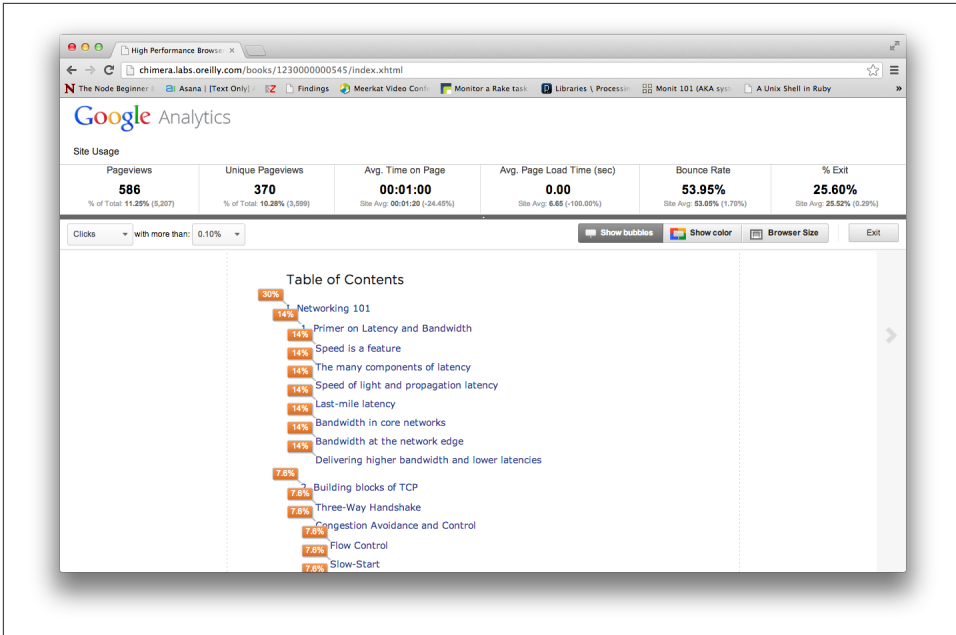 High Performance Browser
chimera.labs.oreilly.com/books/1230000000545/index.xhtml
The Node Beginner Asana | [Text Only] Findings Meerkat Video Conf Monitor a Rake task Libraries \ Processin Monit 101 (AKA syst A Unix Shell in Ruby »
Google Analytics
Site Usage
Pageviews Unique Pageviews Avg. Time on Page Avg. Page Load Time (sec) Bounce Rate % Exit
586 370 00:01:00 0.00 53.95% 25.60%
% of Total: 11.25% (5,207) % of Total: 10.28% (3,599) Site Avg: 00:01:20 (-24.45%) Site Avg: 6.65 (-100.00%) Site Avg: 53.05% (1.70%) Site Avg: 25.52% (0.29%)
Clicks with more than: 0.10% Show bubbles Show color Browser Size Exit
Table of Contents
30%
I. Networking 101
14%
1. Primer on Latency and Bandwidth
14%
Speed is a feature
14%
The many components of latency
14%
Speed of light and propagation latency
14%
Last-mile latency
14%
Bandwidth in core networks
14%
Bandwidth at the network edge
14%
Delivering higher bandwidth and lower latencies
7.6%
2. Building blocks of TCP
7.6%
Three-Way Handshake
7.6%
Congestion Avoidance and Control
7.6%
Flow Control
7.6%
Slow-Start
7.6%